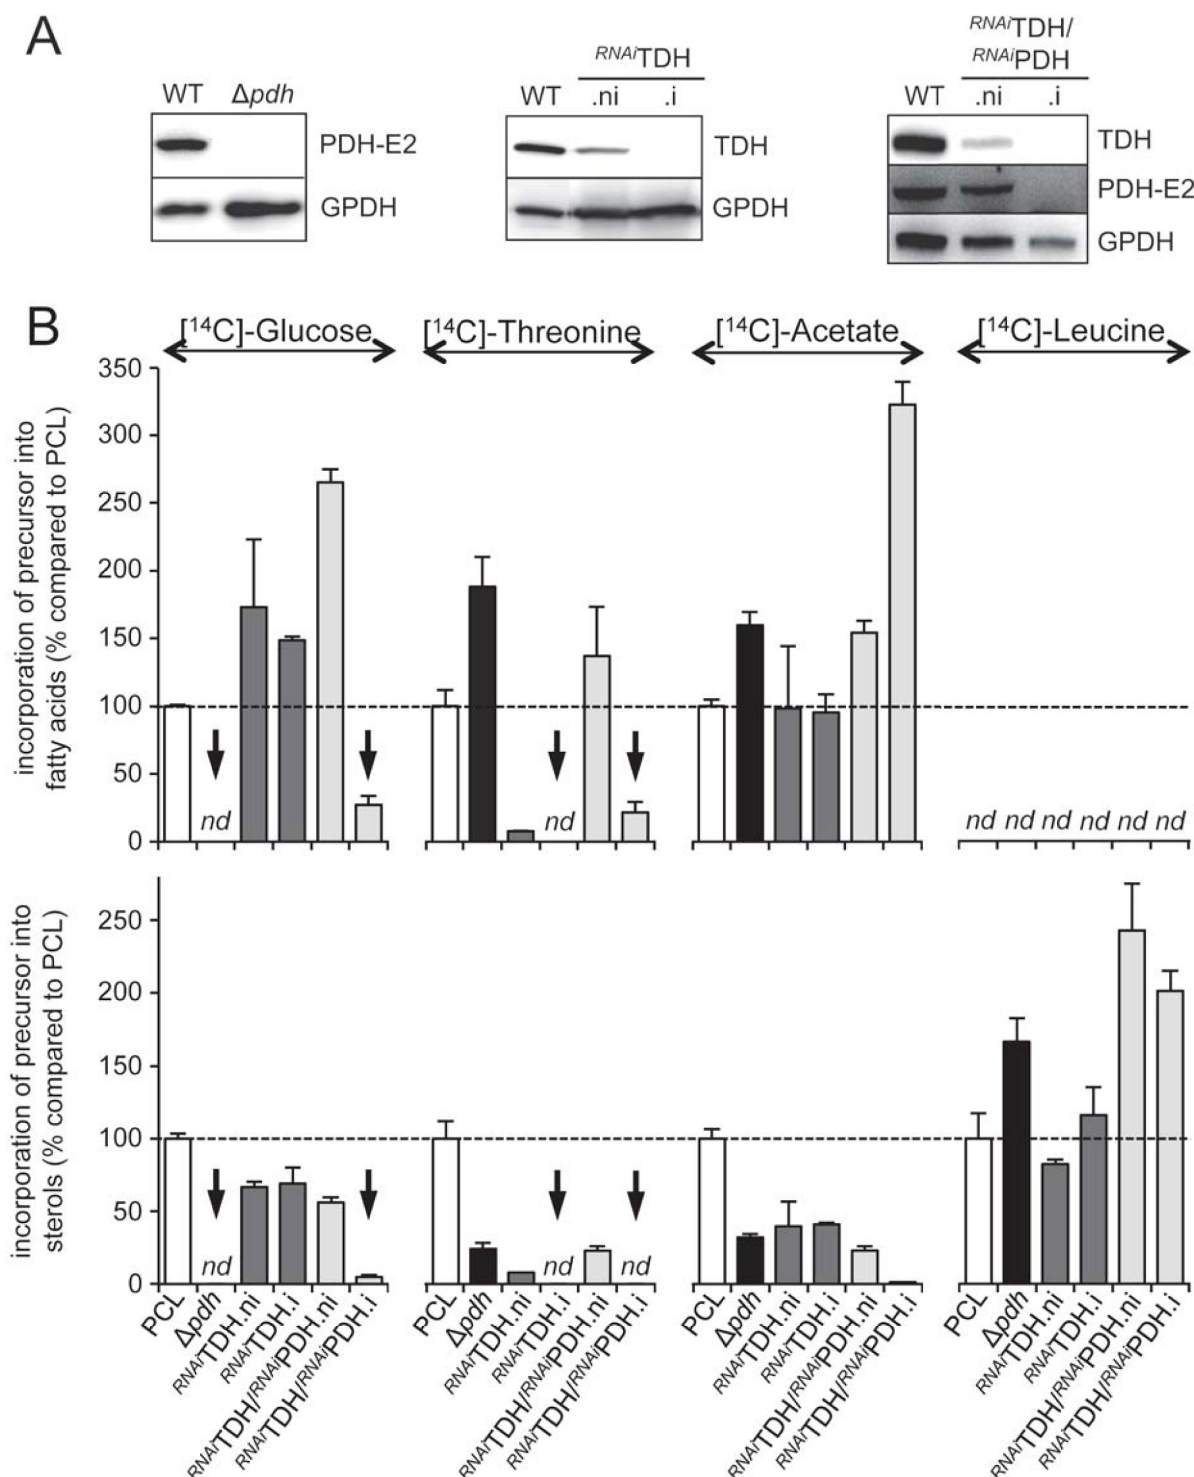 A
WT Δpdh
PDH-E2
GPDH
RNAiTDH
WT .ni .i
TDH
GPDH
RNAiTDH/
RNAiPDH
WT .ni .i
TDH
PDH-E2
GPDH
B
[14C]-Glucose [14C]-Threonine [14C]-Acetate [14C]-Leucine
incorporation of precursor into
fatty acids (% compared to PCL)
350
300
250
200
150
100
50
0
nd nd nd nd nd nd nd nd
incorporation of precursor into
sterols (% compared to PCL)
250
200
150
100
50
0
nd nd nd
PCL Δpdh RNAiTDH.ni RNAiTDH.i RNAiTDH/RNAiPDH.ni RNAiTDH/RNAiPDH.i
PCL Δpdh RNAiTDH.ni RNAiTDH.i RNAiTDH/RNAiPDH.ni RNAiTDH/RNAiPDH.i
PCL Δpdh RNAiTDH.ni RNAiTDH.i RNAiTDH/RNAiPDH.ni RNAiTDH/RNAiPDH.i
PCL Δpdh RNAiTDH.ni RNAiTDH.i RNAiTDH/RNAiPDH.ni RNAiTDH/RNAiPDH.i